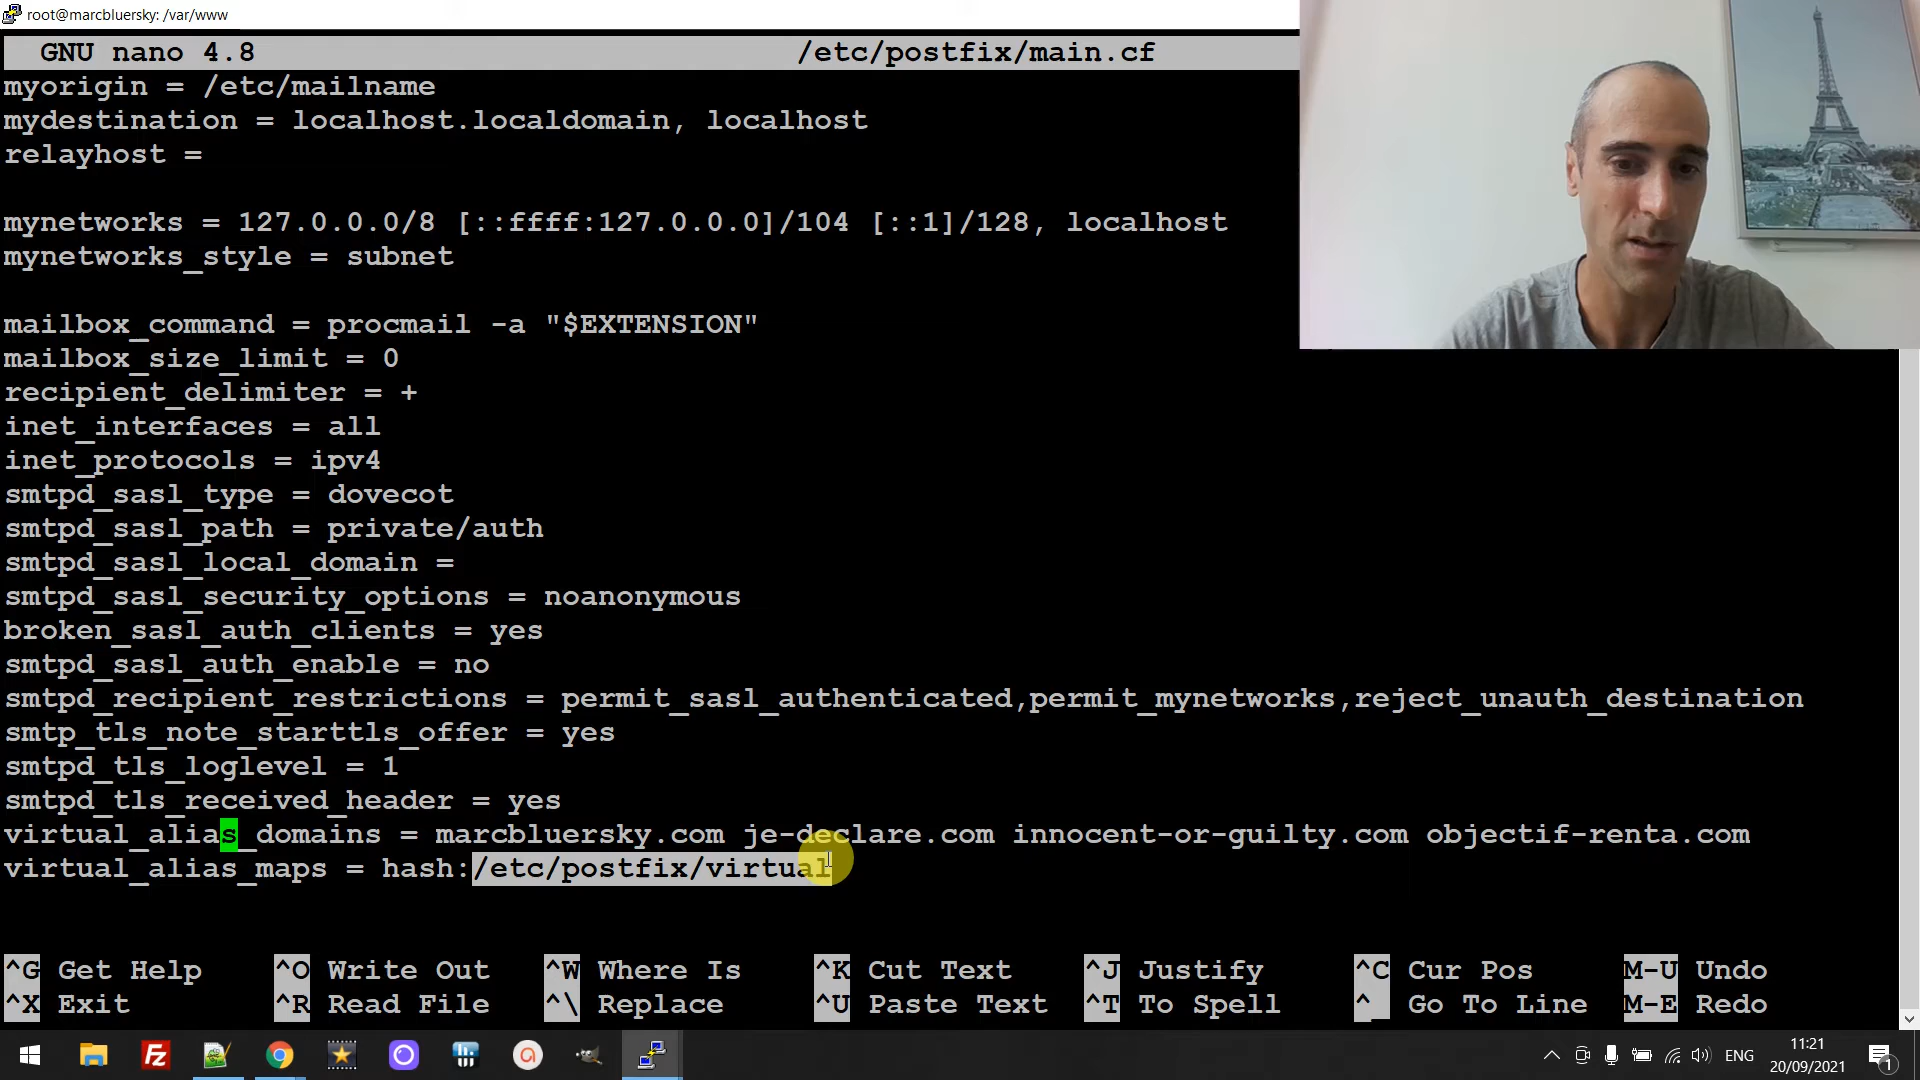 root@marcbluersky: /var/www
GNU nano 4.8 /etc/postfix/main.cf
myorigin = /etc/mailname
mydestination = localhost.localdomain, localhost
relayhost =
mynetworks = 127.0.0.0/8 [::ffff:127.0.0.0]/104 [::1]/128, localhost
mynetworks_style = subnet
mailbox_command = procmail -a "$EXTENSION"
mailbox_size_limit = 0
recipient_delimiter = +
inet_interfaces = all
inet_protocols = ipv4
smtpd_sasl_type = dovecot
smtpd_sasl_path = private/auth
smtpd_sasl_local_domain =
smtpd_sasl_security_options = noanonymous
broken_sasl_auth_clients = yes
smtpd_sasl_auth_enable = no
smtpd_recipient_restrictions = permit_sasl_authenticated,permit_mynetworks,reject_unauth_destination
smtp_tls_note_starttls_offer = yes
smtpd_tls_loglevel = 1
smtpd_tls_received_header = yes
virtual_alias_domains = marcbluersky.com je-declare.com innocent-or-guilty.com objectif-renta.com
virtual_alias_maps = hash:/etc/postfix/virtual
^G Get Help ^O Write Out ^W Where Is ^K Cut Text ^J Justify ^C Cur Pos M-U Undo
^X Exit ^R Read File ^\ Replace ^U Paste Text ^T To Spell ^_ Go To Line M-E Redo
Fz
ENG
11:21
20/09/2021
1